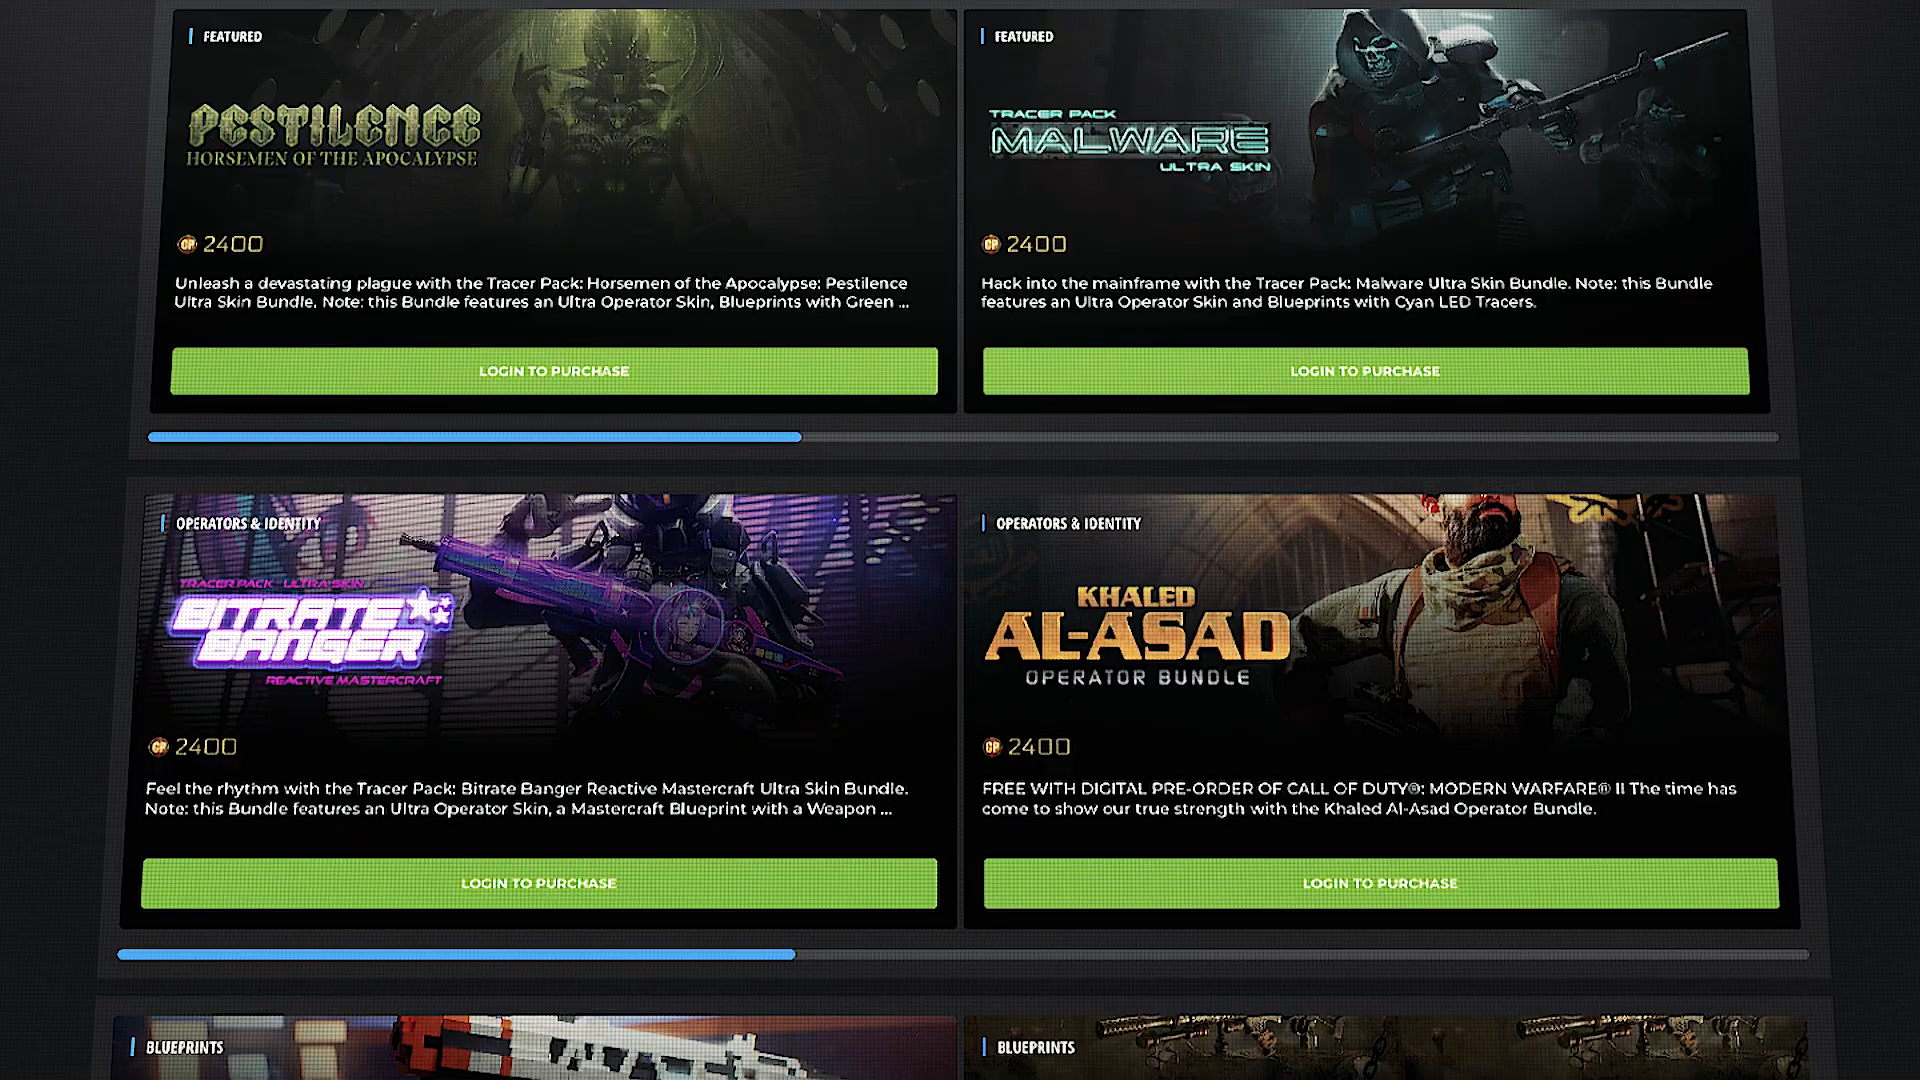 FEATURED
PESTILENCE
HORSEMEN OF THE APOCALYPSE
CP 2400
Unleash a devastating plague with the Tracer Pack: Horsemen of the Apocalypse: Pestilence
Ultra Skin Bundle. Note: this Bundle features an Ultra Operator Skin, Blueprints with Green ...
LOGIN TO PURCHASE
FEATURED
TRACER PACK
MALWARE
ULTRA SKIN
CP 2400
Hack into the mainframe with the Tracer Pack: Malware Ultra Skin Bundle. Note: this Bundle
features an Ultra Operator Skin and Blueprints with Cyan LED Tracers.
LOGIN TO PURCHASE
OPERATORS & IDENTITY
TRACER PACK ULTRA SKIN
BITRATE
BANGER
REACTIVE MASTERCRAFT
CP 2400
Feel the rhythm with the Tracer Pack: Bitrate Banger Reactive Mastercraft Ultra Skin Bundle.
Note: this Bundle features an Ultra Operator Skin, a Mastercraft Blueprint with a Weapon ...
LOGIN TO PURCHASE
OPERATORS & IDENTITY
KHALED
AL-ASAD
OPERATOR BUNDLE
CP 2400
FREE WITH DIGITAL PRE-ORDER OF CALL OF DUTY®: MODERN WARFARE® II The time has
come to show our true strength with the Khaled Al-Asad Operator Bundle.
LOGIN TO PURCHASE
BLUEPRINTS
BLUEPRINTS